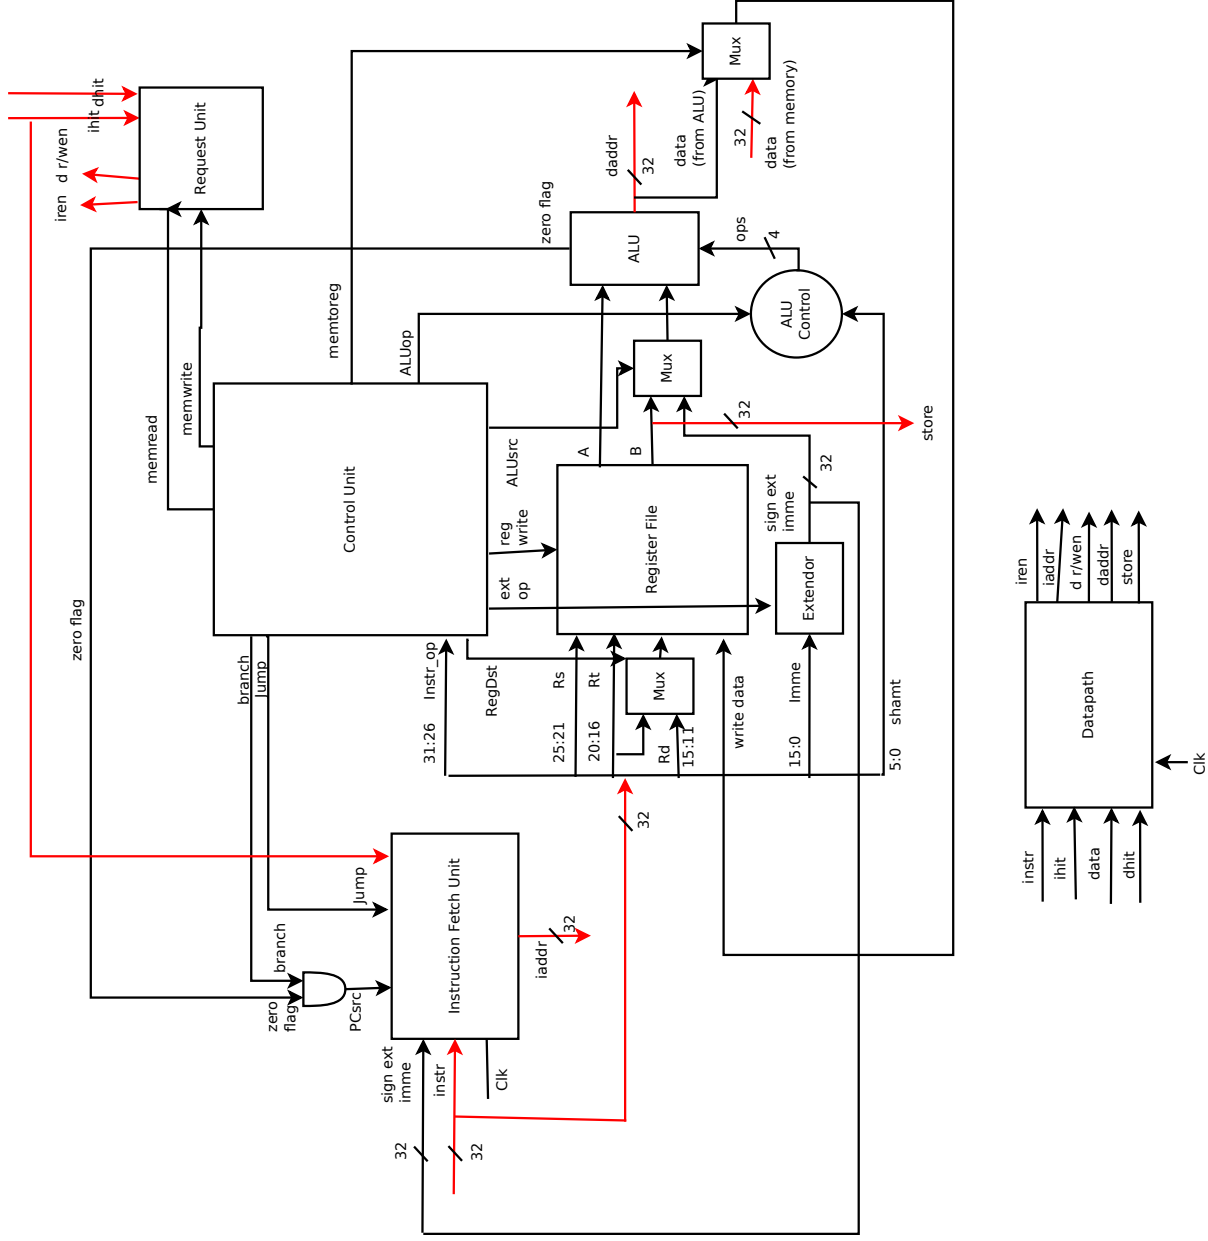 dhit
ihit
d r/wen
iren
Request Unit
Mux
data
(from ALU)
32
data
(from memory)
daddr
32
zero flag
ALU
ops
4
ALU
Control
memtoreg
ALUop
memwrite
memread
Mux
32
store
A
B
32
sign ext
imme
Control Unit
ALUsrc
reg
write
ext
op
Register File
Extendor
zero flag
branch
Jump
Instr_op
31:26
RegDst
Rs
25:21
Rt
20:16
Mux
Rd
15:11
write data
Imme
15:0
shamt
5:0
32
Jump
branch
zero
flag
PCsrc
Instruction Fetch Unit
iaddr
32
sign ext
imme
instr
Clk
32
32
iren
iaddr
d r/wen
daddr
store
Datapath
Clk
instr
ihit
data
dhit